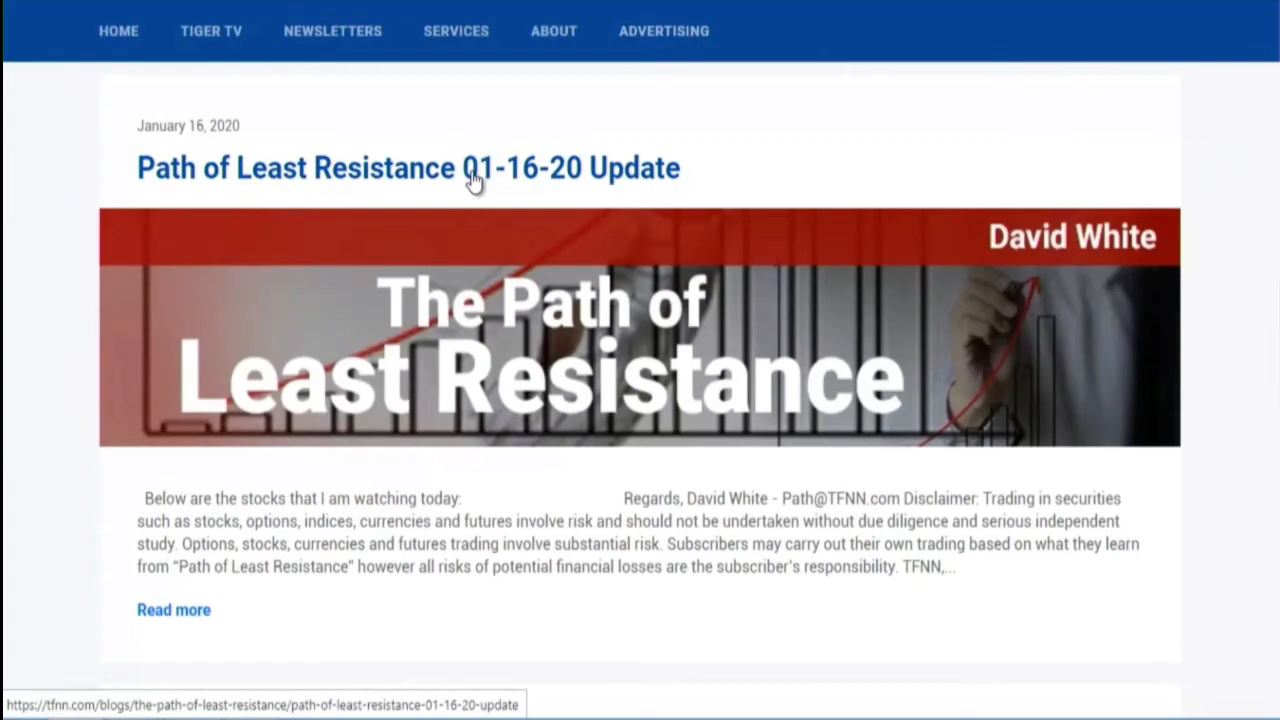 HOME TIGER TV NEWSLETTERS SERVICES ABOUT ADVERTISING
January 16, 2020
Path of Least Resistance 01-16-20 Update
David White
The Path of
Least Resistance
Below are the stocks that I am watching today: Regards, David White - Path@TFNN.com Disclaimer: Trading in securities
such as stocks, options, indices, currencies and futures involve risk and should not be undertaken without due diligence and serious independent
study. Options, stocks, currencies and futures trading involve substantial risk. Subscribers may carry out their own trading based on what they learn
from “Path of Least Resistance” however all risks of potential financial losses are the subscriber’s responsibility. TFNN,...
Read more
https://tfnn.com/blogs/the-path-of-least-resistance/path-of-least-resistance-01-16-20-update